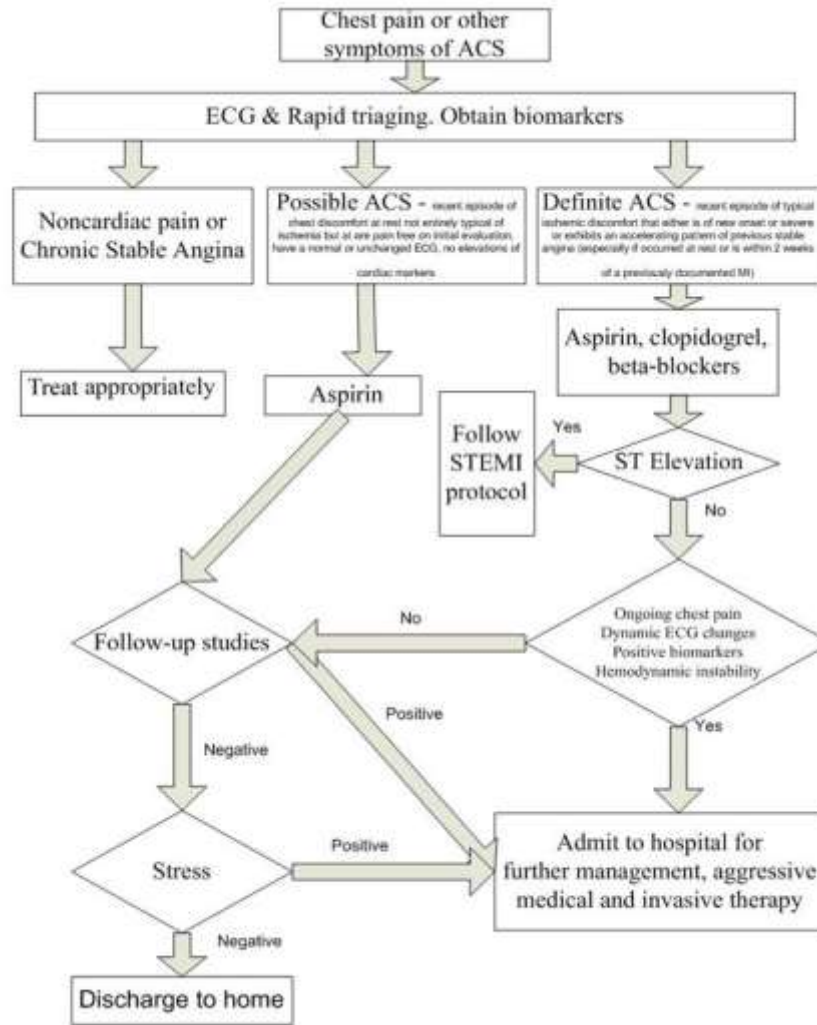 Chest pain or other
symptoms of ACS
ECG & Rapid triaging. Obtain biomarkers
Noncardiac pain or
Chronic Stable Angina
Possible ACS - recent episode of
chest discomfort at rest not entirely typical of
ischemia but at are pain free on initial evaluation,
have a normal or unchanged ECG, no elevations of
cardiac markers
Definite ACS - recent episode of typical
ischemic discomfort that either is of new onset or severe
or exhibits an accelerating pattern of previous stable
angina (especially if occurred at rest or is within 2 weeks
of a previously documented MI)
Treat appropriately
Aspirin
Aspirin, clopidogrel,
beta-blockers
Follow
STEMI
protocol
Yes
ST Elevation
No
Follow-up studies
No
Ongoing chest pain
Dynamic ECG changes
Positive biomarkers
Hemodynamic instability
Positive
Yes
Negative
Stress
Positive
Admit to hospital for
further management, aggressive
medical and invasive therapy
Negative
Discharge to home